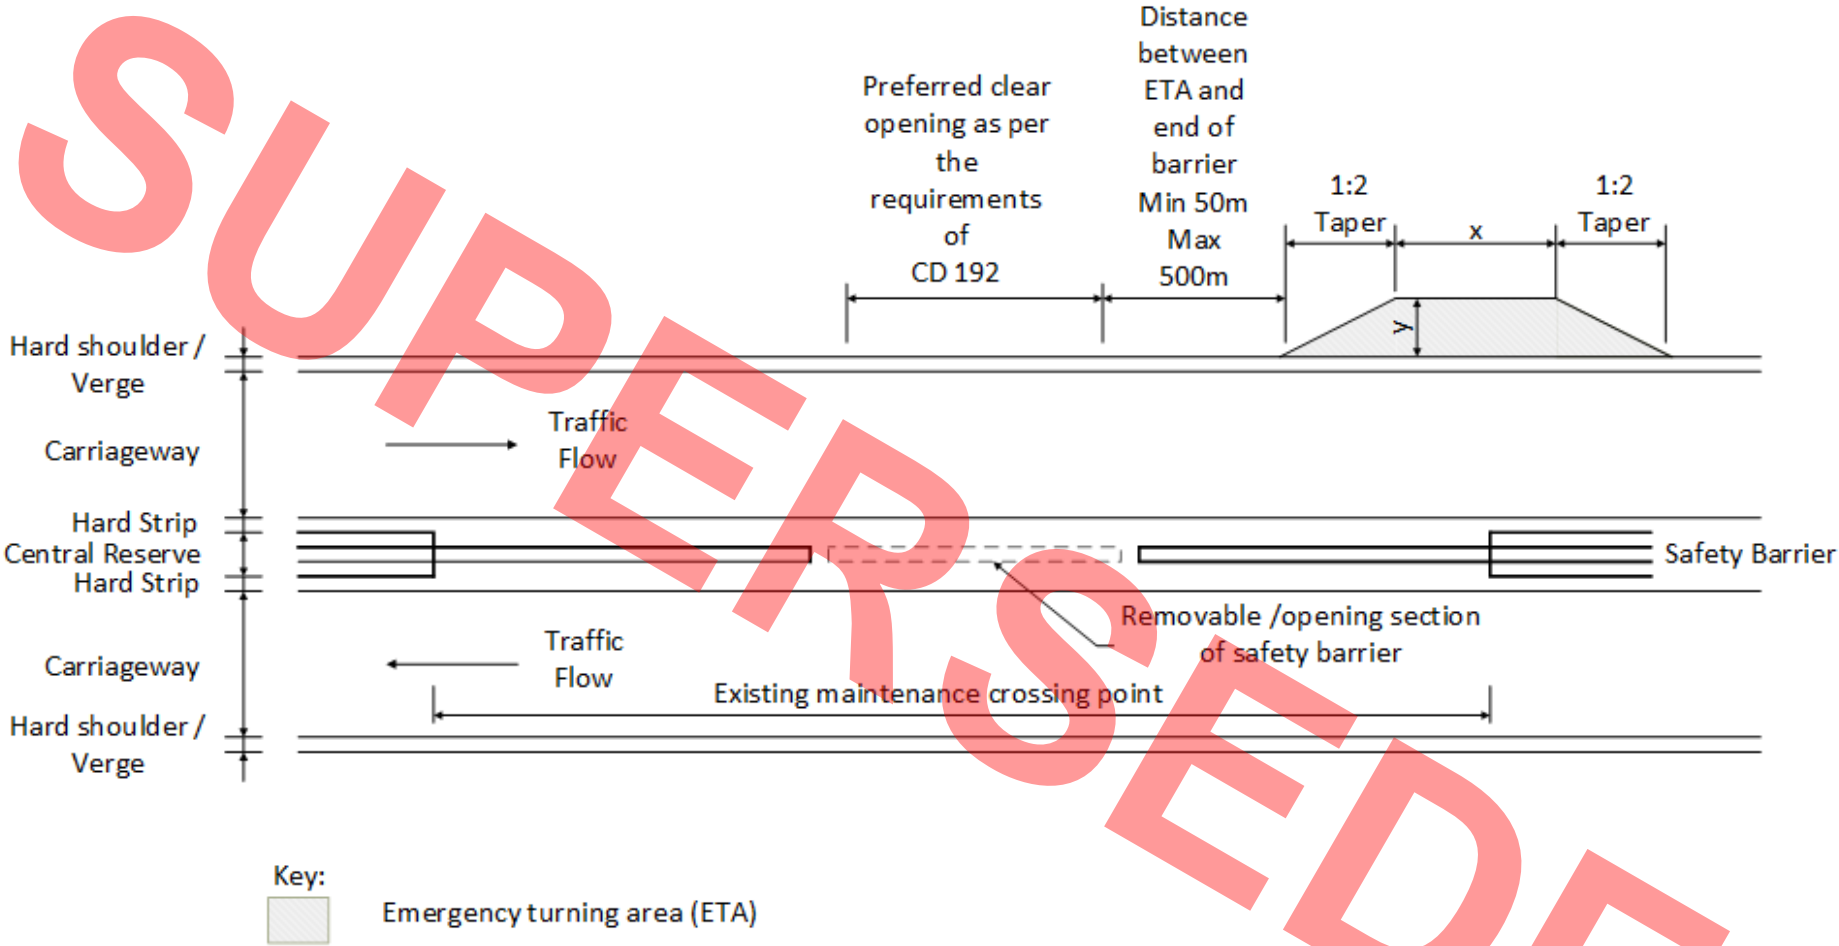 Distance
between
ETA and
end of
barrier
Min 50m
Max
500m
Preferred clear
opening as per
the
requirements
of
CD 192
1:2
Taper
x
1:2
Taper
y
Hard shoulder /
Verge
Carriageway
Traffic
Flow
Hard Strip
Central Reserve
Hard Strip
Safety Barrier
Removable /opening section
of safety barrier
Carriageway
Traffic
Flow
Existing maintenance crossing point
Hard shoulder /
Verge
Key:
Emergency turning area (ETA)
SUPERSEDE